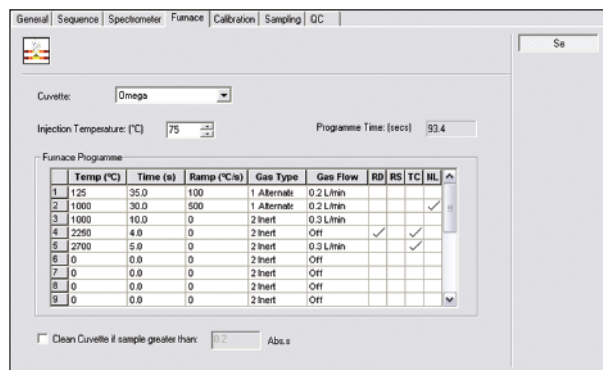 General Sequence Spectrometer Furnace Calibration Sampling QC
Se
Cuvette: Omega
Injection Temperature: (°C) 75 Programme Time: (secs) 93.4
Furnace Programme
Temp (°C) Time (s) Ramp (°C/s) Gas Type Gas Flow RD RS TC NL
1 125 35.0 100 1 Alternate 0.2 L/min
2 1000 30.0 500 1 Alternate 0.2 L/min
3 1000 10.0 0 2 Inert 0.3 L/min
4 2250 4.0 0 2 Inert Off
5 2700 5.0 0 2 Inert 0.3 L/min
6 0 0.0 0 2 Inert Off
7 0 0.0 0 2 Inert Off
8 0 0.0 0 2 Inert Off
9 0 0.0 0 2 Inert Off
Clean Cuvette if sample greater than: 0.2 Abs.s